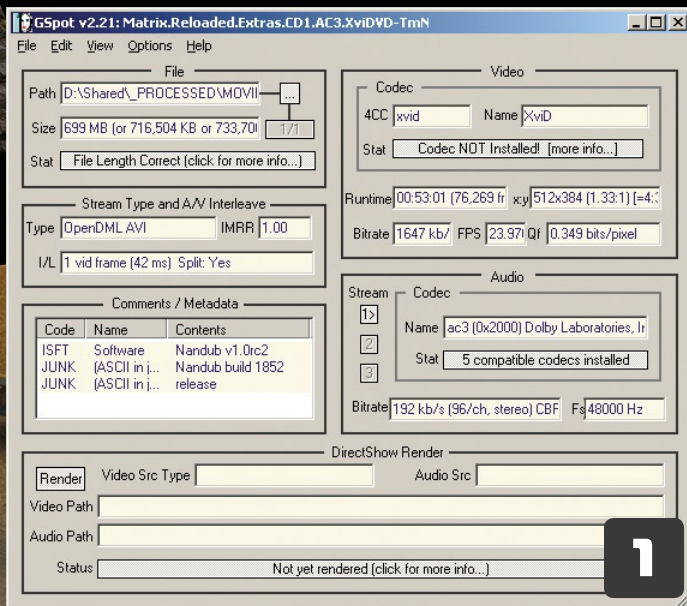 GSpot v2.21: Matrix.Reloaded.Extras.CD1.AC3.XviDVD-TmN
File Edit View Options Help
File
Path D:\Shared\_PROCESSED\MOVII ...
Size 699 MB (or 716,504 KB or 733,70 1/1
Stat File Length Correct (click for more info...)
Stream Type and A/V Interleave
Type OpenDML AVI IMRR 1.00
I/L 1 vid frame (42 ms) Split: Yes
Comments / Metadata
Code Name Contents
ISFT Software Nandub v1.0rc2
JUNK (ASCII in j... Nandub build 1852
JUNK (ASCII in j... release
Video
Codec
4CC xvid Name XviD
Stat Codec NOT Installed! [more info...]
Runtime 00:53:01 (76,269 fr x:y 512x384 (1.33:1) [=4:
Bitrate 1647 kb/ FPS 23.97 Qf 0.349 bits/pixel
Audio
Stream Codec
1>
2
3
Name ac3 (0x2000) Dolby Laboratories, Ir
Stat 5 compatible codecs installed
Bitrate 192 kb/s (96/ch, stereo) CBF Fs 48000 Hz
DirectShow Render
Render Video Src Type Audio Src
Video Path
Audio Path
Status Not yet rendered (click for more info...)
1